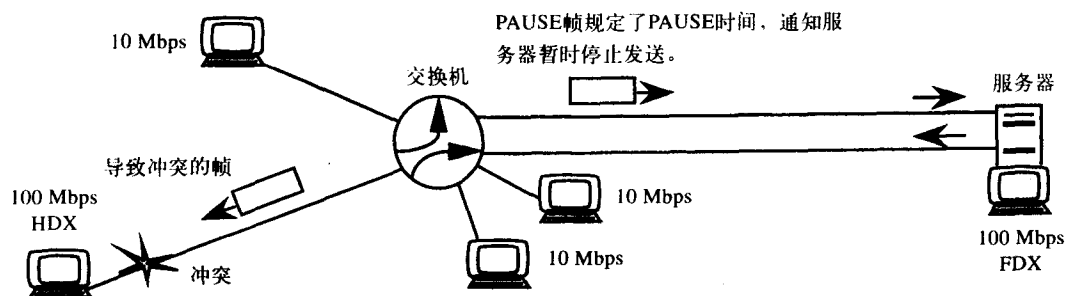 PAUSE帧规定了PAUSE时间，通知服
务器暂时停止发送。
10 Mbps
交换机
服务器
导致冲突的帧
100 Mbps
HDX
10 Mbps
冲突
10 Mbps
100 Mbps
FDX